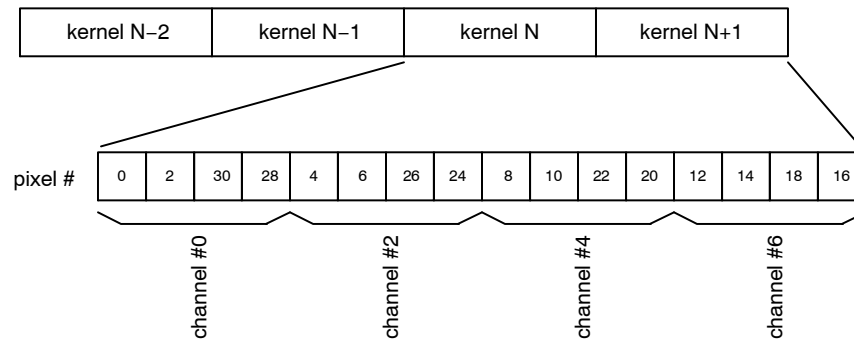 kernel N−2 kernel N−1 kernel N kernel N+1
pixel # 0 2 30 28 4 6 26 24 8 10 22 20 12 14 18 16
channel #0 channel #2 channel #4 channel #6